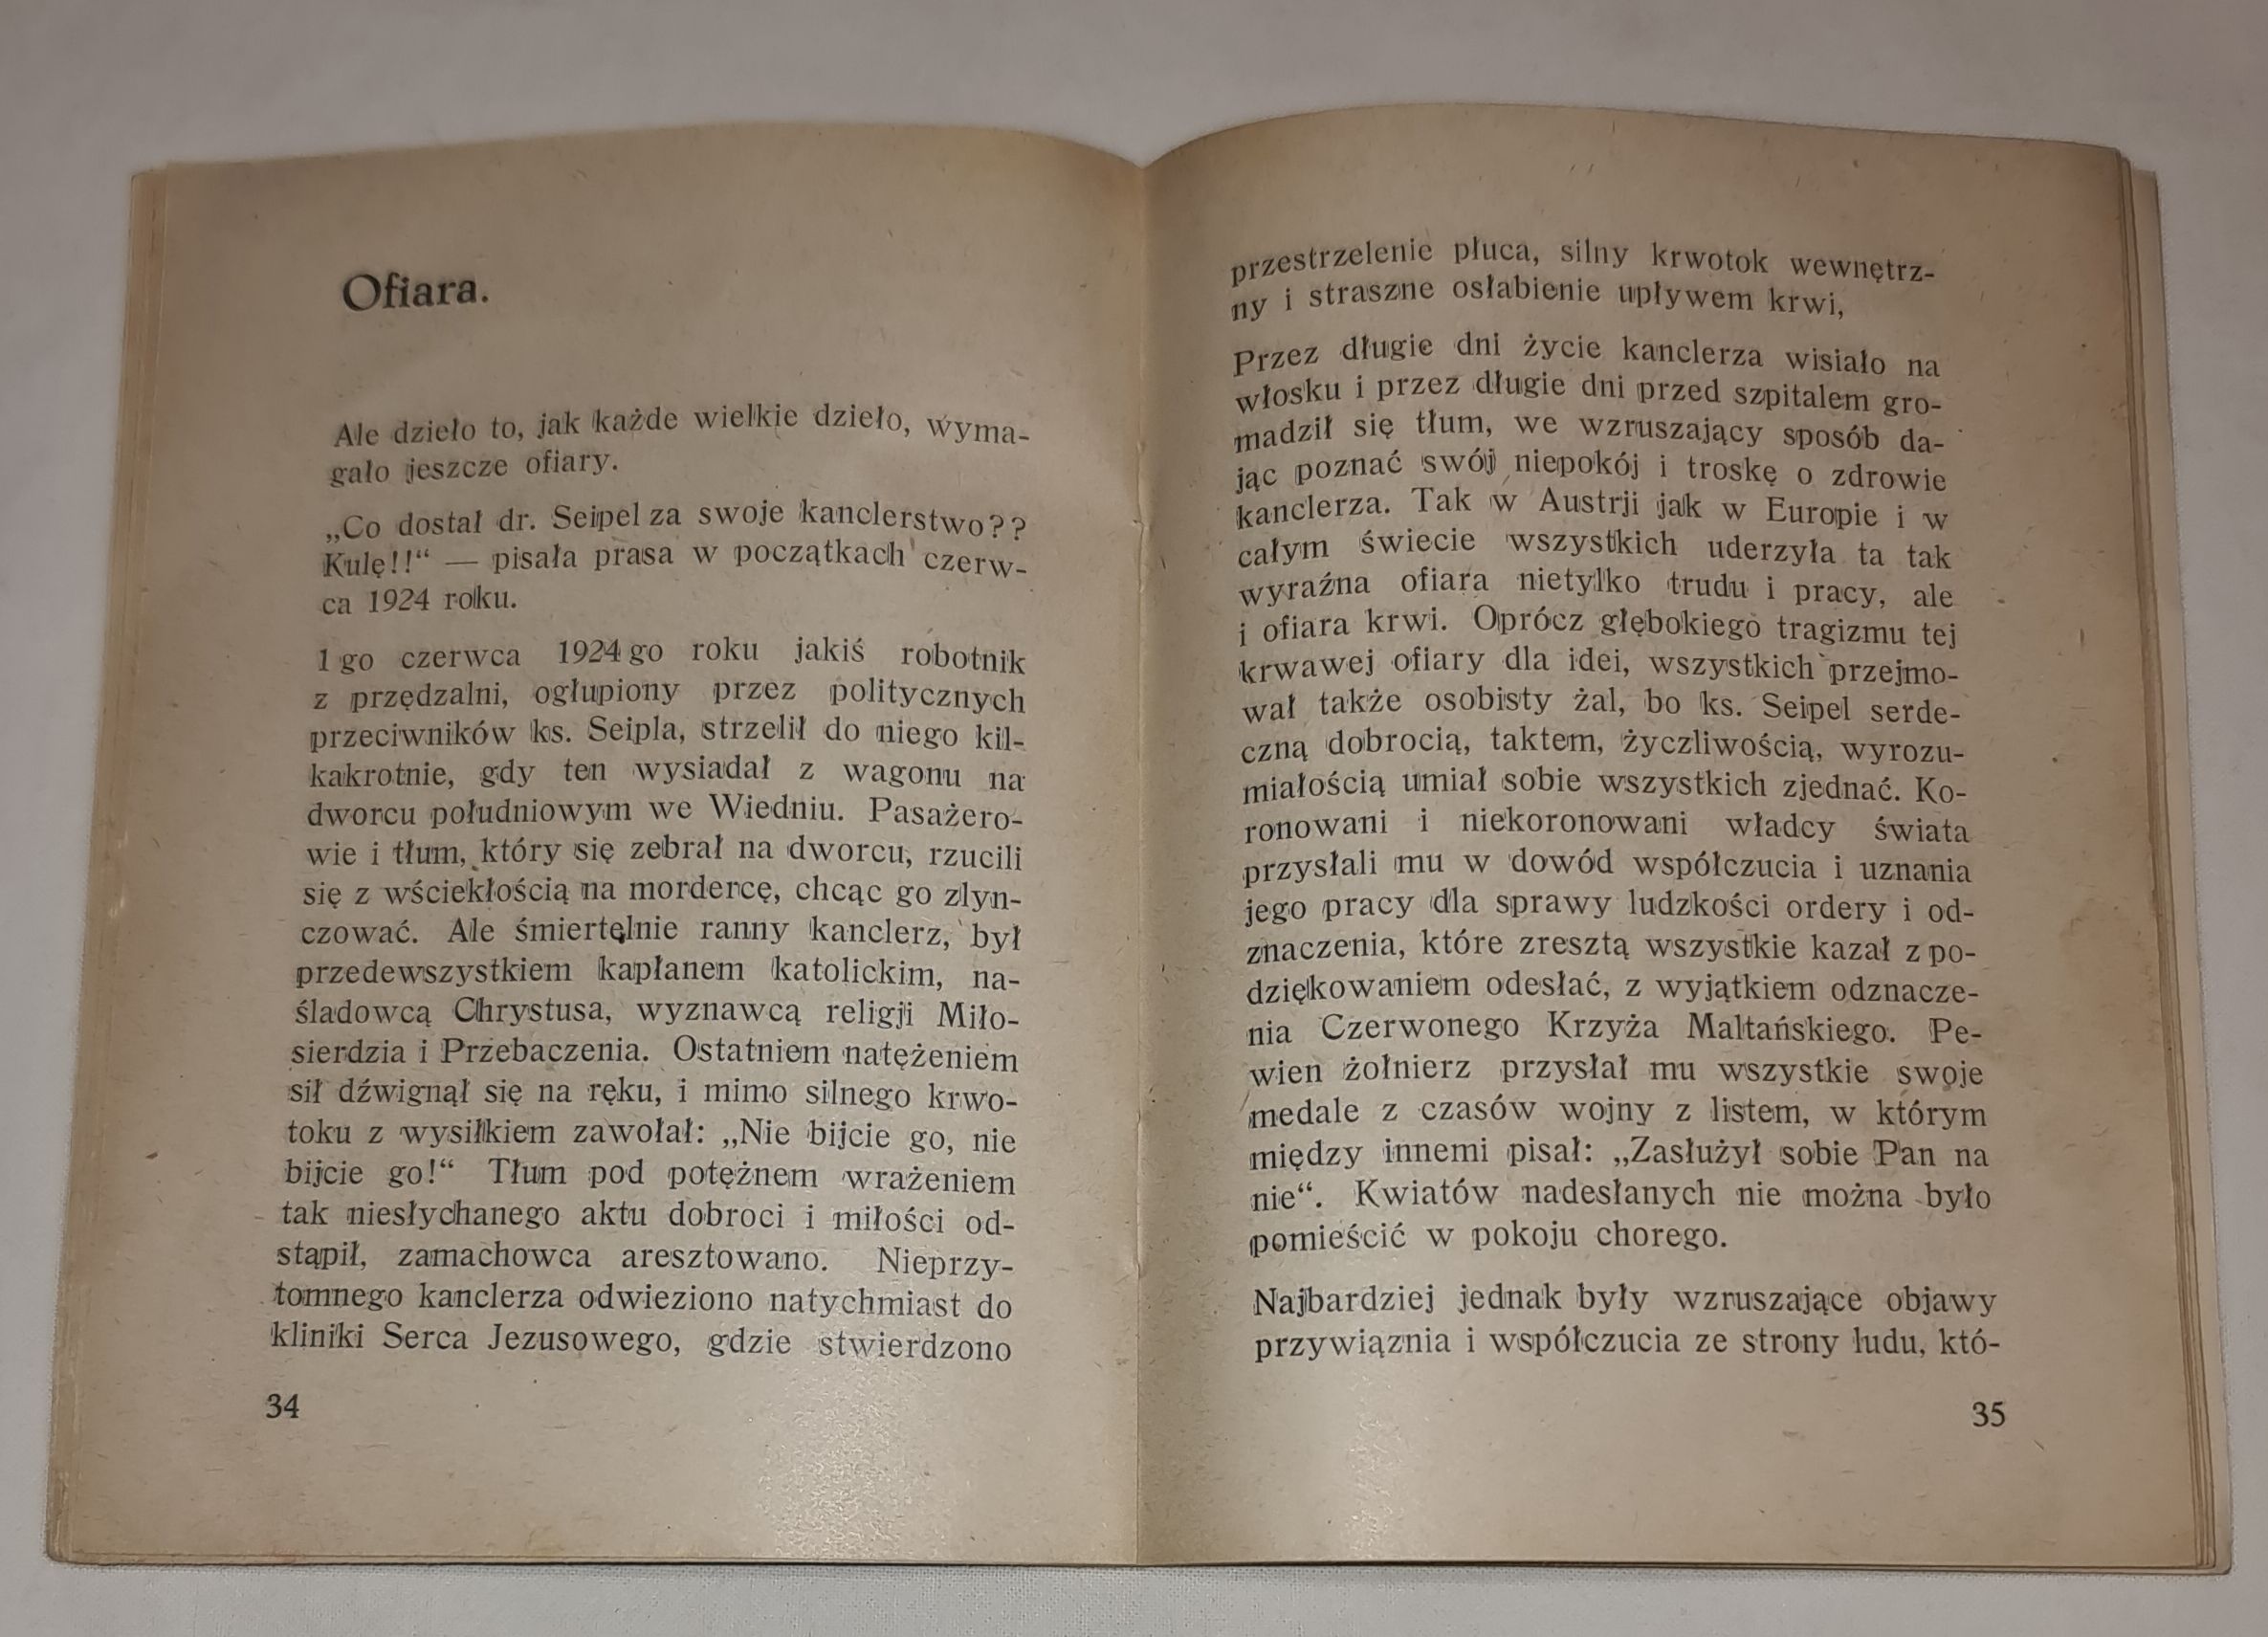 Ofiara.
Ale dzieło to, jak każde wielkie dzieło, wyma-
gało jeszcze ofiary.
„Co dostał dr. Seipel za swoje kanclerstwo??
Kulę!!“ — pisała prasa w początkach czerw-
ca 1924 roku.
1 go czerwca 1924 go roku jakiś robotnik
z przędzalni, ogłupiony przez politycznych
przeciwników ks. Seipla, strzelił do niego kil-
kakrotnie, gdy ten wysiadał z wagonu na
dworcu południowym we Wiedniu. Pasażero-
wie i tłum, który się zebrał na dworcu, rzucili
się z wściekłością na mordercę, chcąc go zlyn-
czować. Ale śmiertelnie ranny kanclerz, był
przedewszystkiem kapłanem katolickim, na-
śladowcą Chrystusa, wyznawcą religji Miło-
sierdzia i Przebaczenia. Ostatniem natężeniem
sił dźwignął się na ręku, i mimo silnego krwo-
toku z wysiłkiem zawołał: „Nie bijcie go, nie
bijcie go!“ Tłum pod potężnem wrażeniem
tak niesłychanego aktu dobroci i miłości od-
stąpił, zamachowca aresztowano. Nieprzy-
tomnego kanclerza odwieziono natychmiast do
kliniki Serca Jezusowego, gdzie stwierdzono
34
przestrzelenie płuca, silny krwotok wewnętrz-
ny i straszne osłabienie upływem krwi,
Przez długie dni życie kanclerza wisiało na
włosku i przez długie dni przed szpitalem gro-
madził się tłum, we wzruszający sposób da-
jąc poznać swój niepokój i troskę o zdrowie
kanclerza. Tak w Austrji jak w Europie i w
całym świecie wszystkich uderzyła ta tak
wyraźna ofiara nietylko trudu i pracy, ale
i ofiara krwi. Oprócz głębokiego tragizmu tej
krwawej ofiary dla idei, wszystkich przejmo-
wał także osobisty żal, bo ks. Seipel serde-
czną dobrocią, taktem, życzliwością, wyrozu-
miałością umiał sobie wszystkich zjednać. Ko-
ronowani i niekoronowani władcy świata
przysłali mu w dowód współczucia i uznania
jego pracy dla sprawy ludzkości ordery i od-
znaczenia, które zresztą wszystkie kazał z po-
dziękowaniem odesłać, z wyjątkiem odznacze-
nia Czerwonego Krzyża Maltańskiego. Pe-
wien żołnierz przysłał mu wszystkie swoje
medale z czasów wojny z listem, w którym
między innemi pisał: „Zasłużył sobie Pan na
nie“. Kwiatów nadesłanych nie można było
pomieścić w pokoju chorego.
Najbardziej jednak były wzruszające objawy
przywiąznia i współczucia ze strony ludu, któ-
35